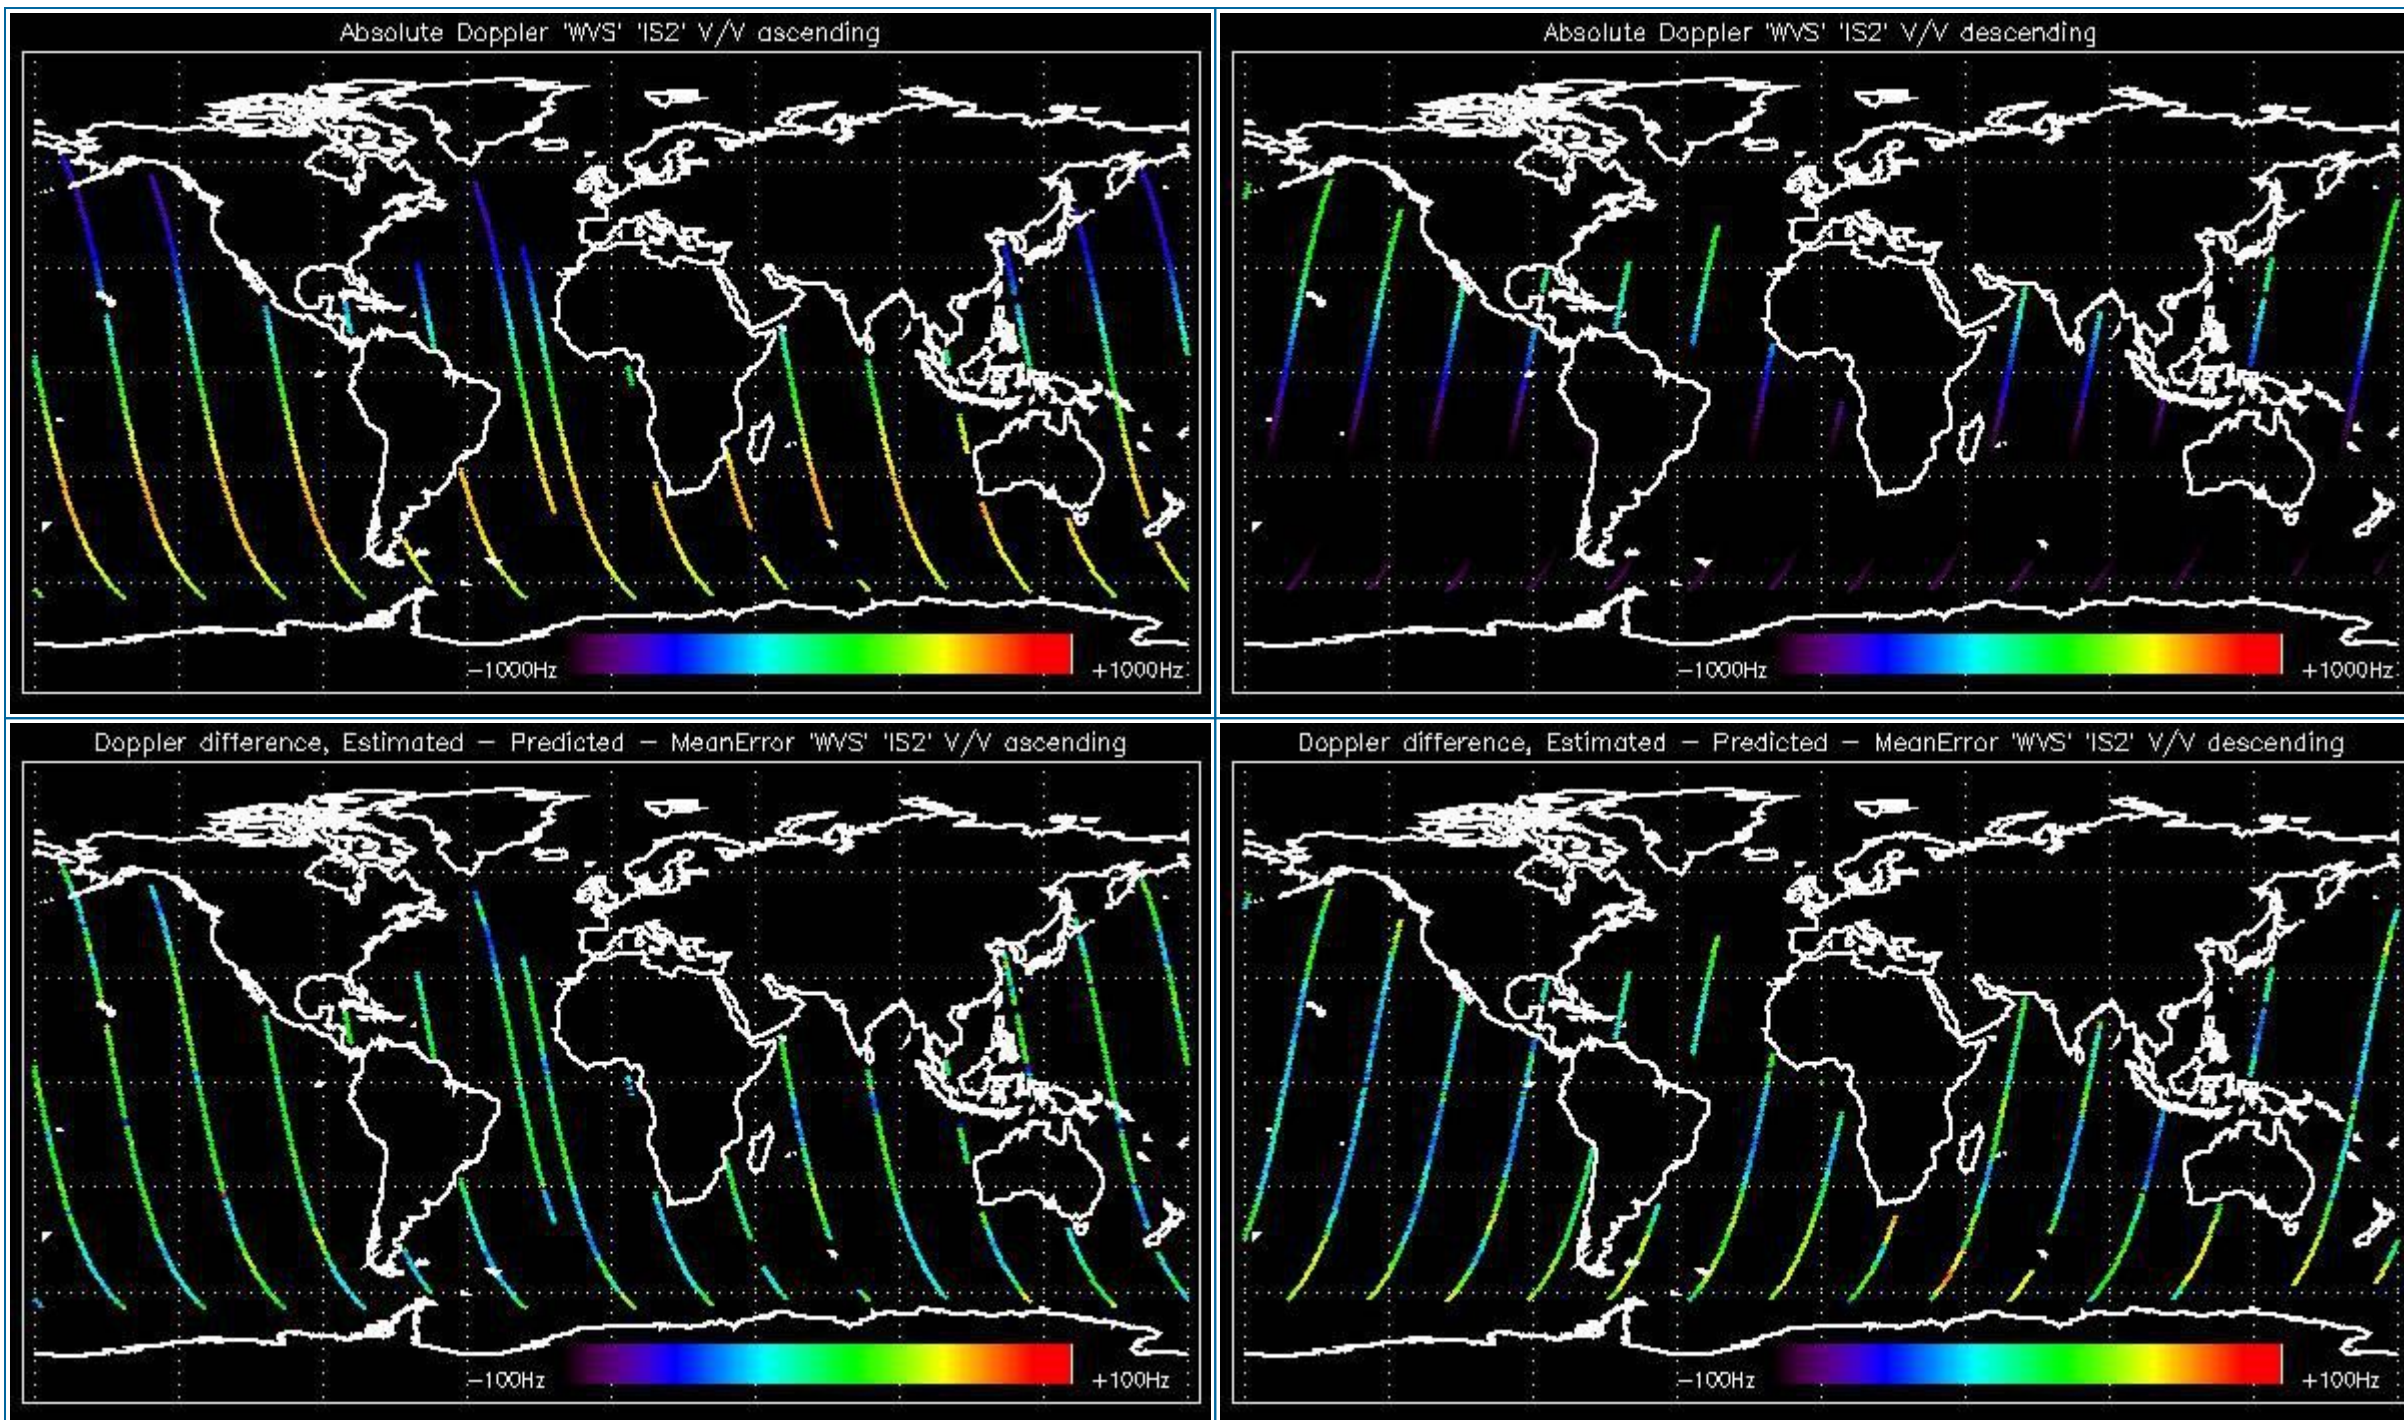 Absolute Doppler 'WVS' 'IS2' V/V ascending
−1000Hz
+1000Hz
Absolute Doppler 'WVS' 'IS2' V/V descending
−1000Hz
+1000Hz
Doppler difference, Estimated − Predicted − MeanError 'WVS' 'IS2' V/V ascending
−100Hz
+100Hz
Doppler difference, Estimated − Predicted − MeanError 'WVS' 'IS2' V/V descending
−100Hz
+100Hz